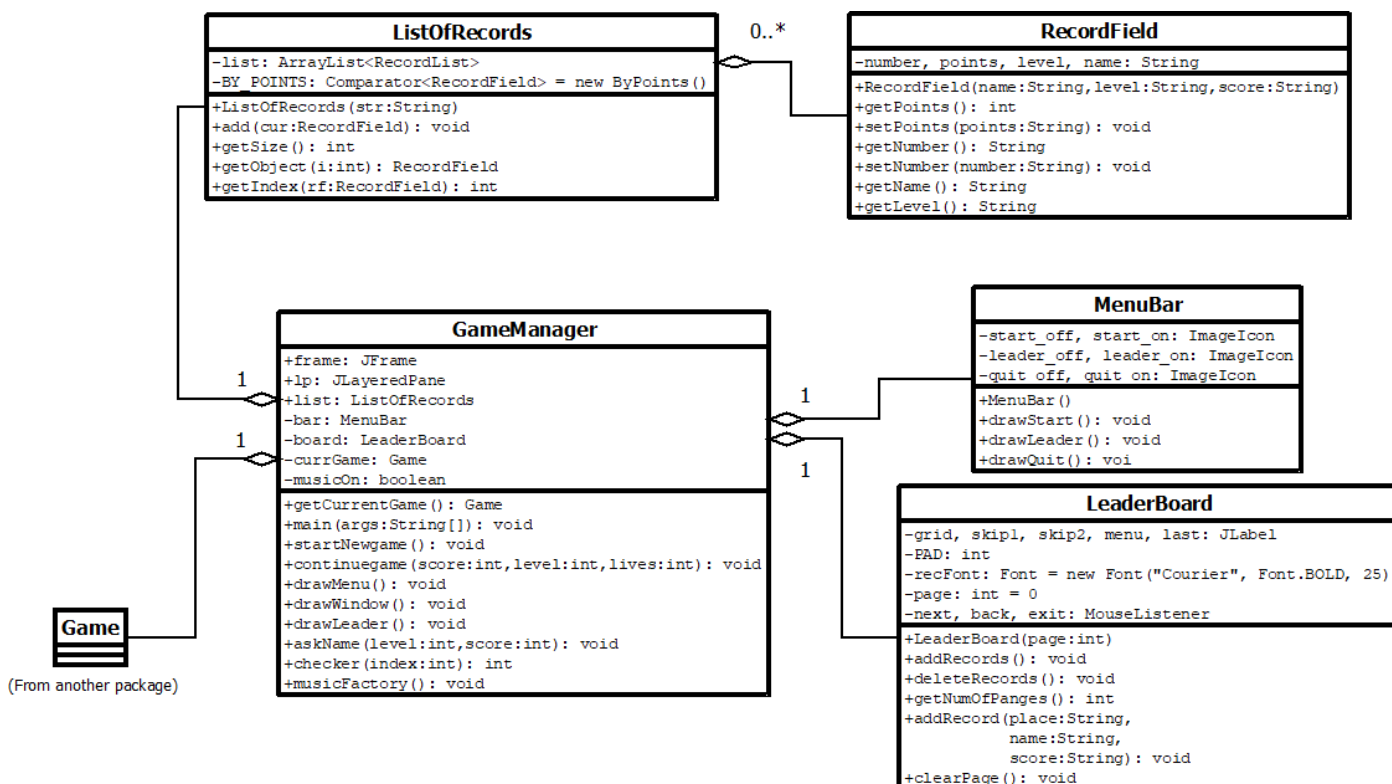 ListOfRecords
-list: ArrayList<RecordList>
-BY_POINTS: Comparator<RecordField> = new ByPoints()
+ListOfRecords(str:String)
+add(cur:RecordField): void
+getSize(): int
+getObject(i:int): RecordField
+getIndex(rf:RecordField): int
0..*
RecordField
-number, points, level, name: String
+RecordField(name:String,level:String,score:String)
+getPoints(): int
+setPoints(points:String): void
+getNumber(): String
+setNumber(number:String): void
+getName(): String
+getLevel(): String
GameManager
+frame: JFrame
+lp: JLayeredPane
+list: ListOfRecords
-bar: MenuBar
-board: LeaderBoard
-currGame: Game
-musicOn: boolean
+getCurrentGame(): Game
+main(args:String[]): void
+startNewgame(): void
+continuegame(score:int,level:int,lives:int): void
+drawMenu(): void
+drawWindow(): void
+drawLeader(): void
+askName(level:int,score:int): void
+checker(index:int): int
+musicFactory(): void
1
1
1
1
MenuBar
-start_off, start_on: ImageIcon
-leader_off, leader_on: ImageIcon
-quit_off, quit_on: ImageIcon
+MenuBar()
+drawStart(): void
+drawLeader(): void
+drawQuit(): voi
LeaderBoard
-grid, skip1, skip2, menu, last: JLabel
-PAD: int
-recFont: Font = new Font("Courier", Font.BOLD, 25)
-page: int = 0
-next, back, exit: MouseListener
+LeaderBoard(page:int)
+addRecords(): void
+deleteRecords(): void
+getNumOfPanges(): int
+addRecord(place:String,
name:String,
score:String): void
+clearPage(): void
Game
(From another package)